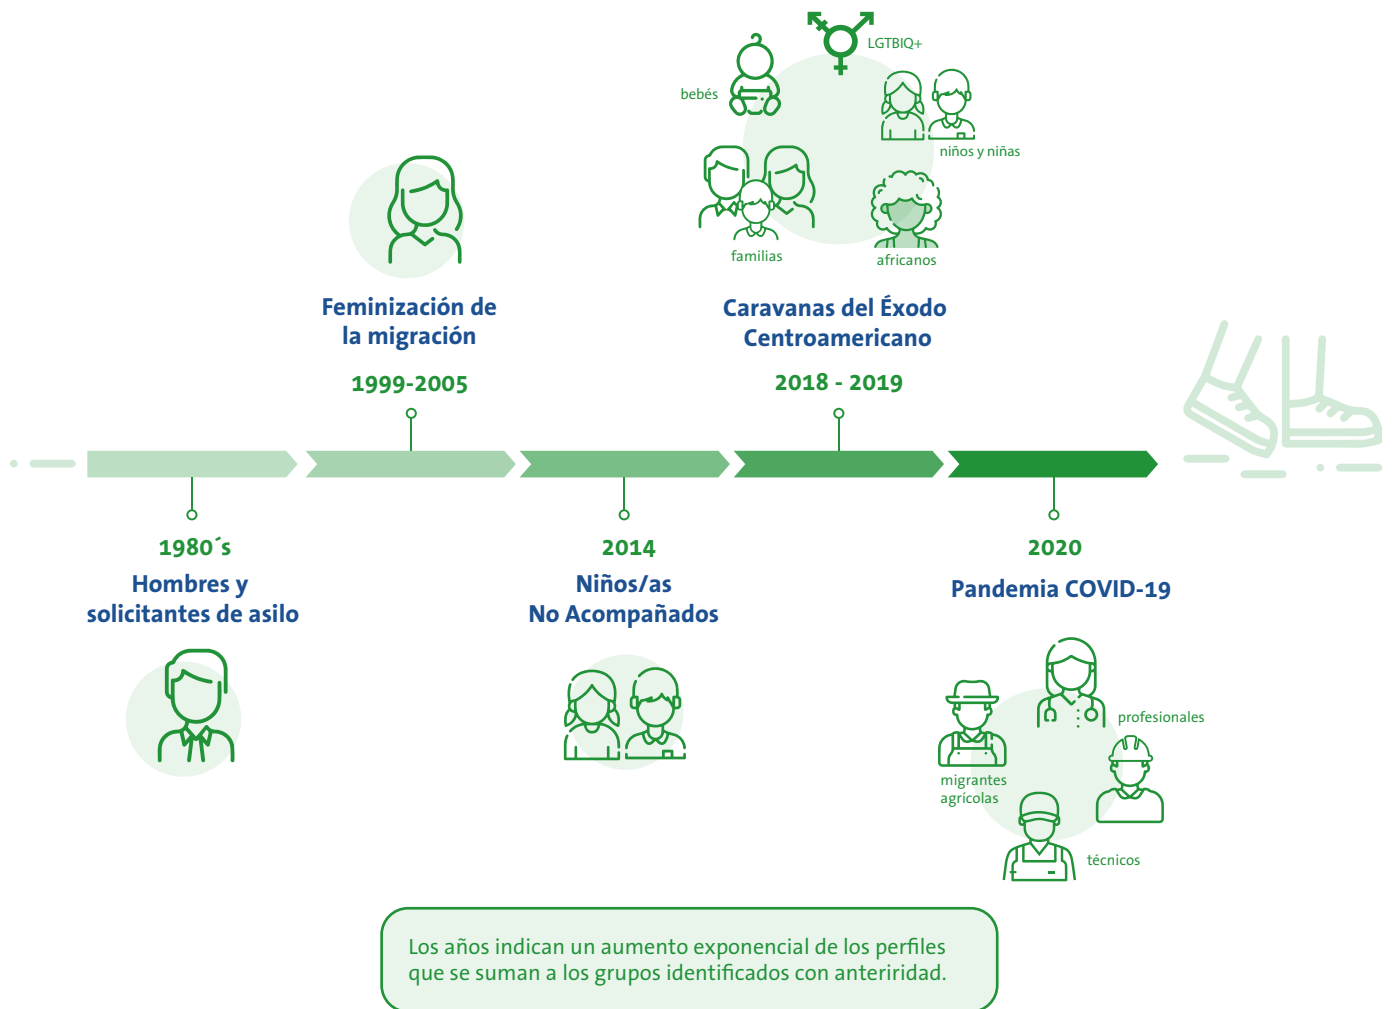 LGTBIQ+
bebés
niños y niñas
familias
africanos
Feminización de
la migración
1999-2005
Caravanas del Éxodo
Centroamericano
2018 - 2019
1980´s
Hombres y
solicitantes de asilo
2014
Niños/as
No Acompañados
2020
Pandemia COVID-19
profesionales
migrantes
agrícolas
técnicos
Los años indican un aumento exponencial de los perfiles
que se suman a los grupos identificados con anteriridad.